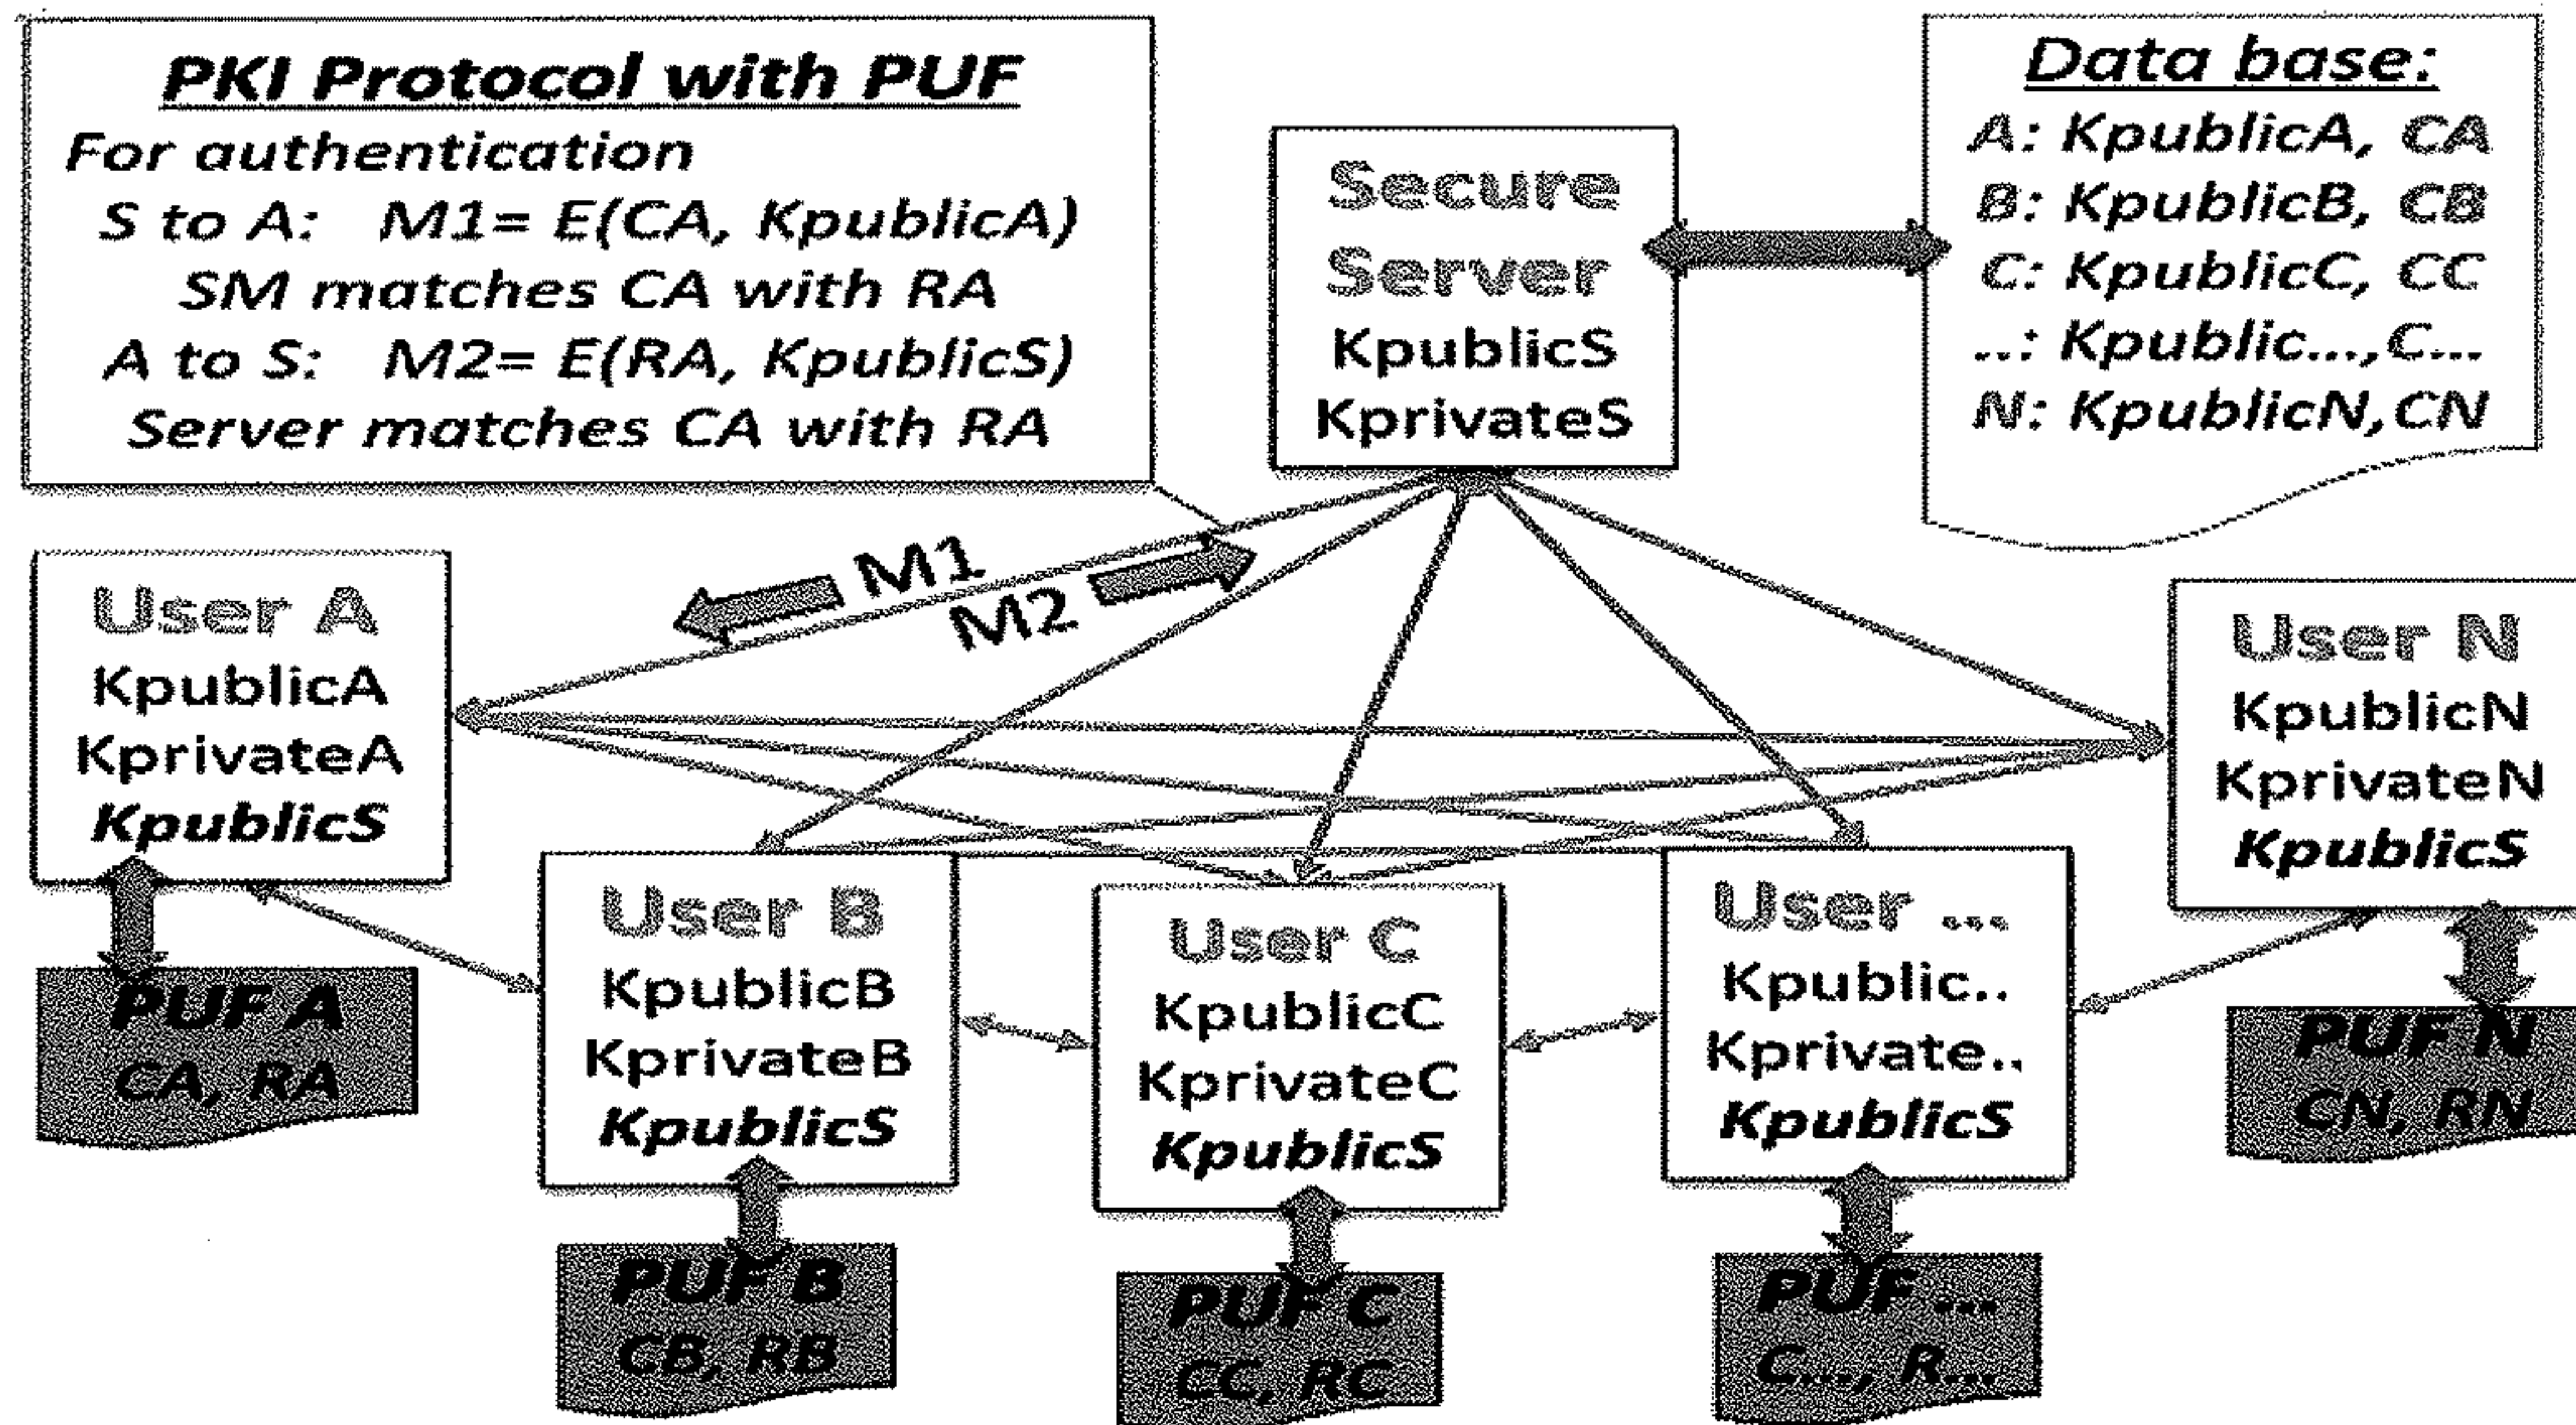 PKI Protocol with PUF
For authentication
S to A: M1= E(CA, KpublicA)
SM matches CA with RA
A to S: M2= E(RA, KpublicS)
Server matches CA with RA
Secure
Server
KpublicS
KprivateS
Data base:
A: KpublicA, CA
B: KpublicB, CB
C: KpublicC, CC
..: Kpublic...,C...
N: KpublicN,CN
M1
M2
User A
KpublicA
KprivateA
KpublicS
PUF A
CA, RA
User B
KpublicB
KprivateB
KpublicS
PUF B
CB, RB
User C
KpublicC
KprivateC
KpublicS
PUF C
CC, RC
User ...
Kpublic..
Kprivate..
KpublicS
PUF ...
C..., R...
User N
KpublicN
KprivateN
KpublicS
PUF N
CN, RN